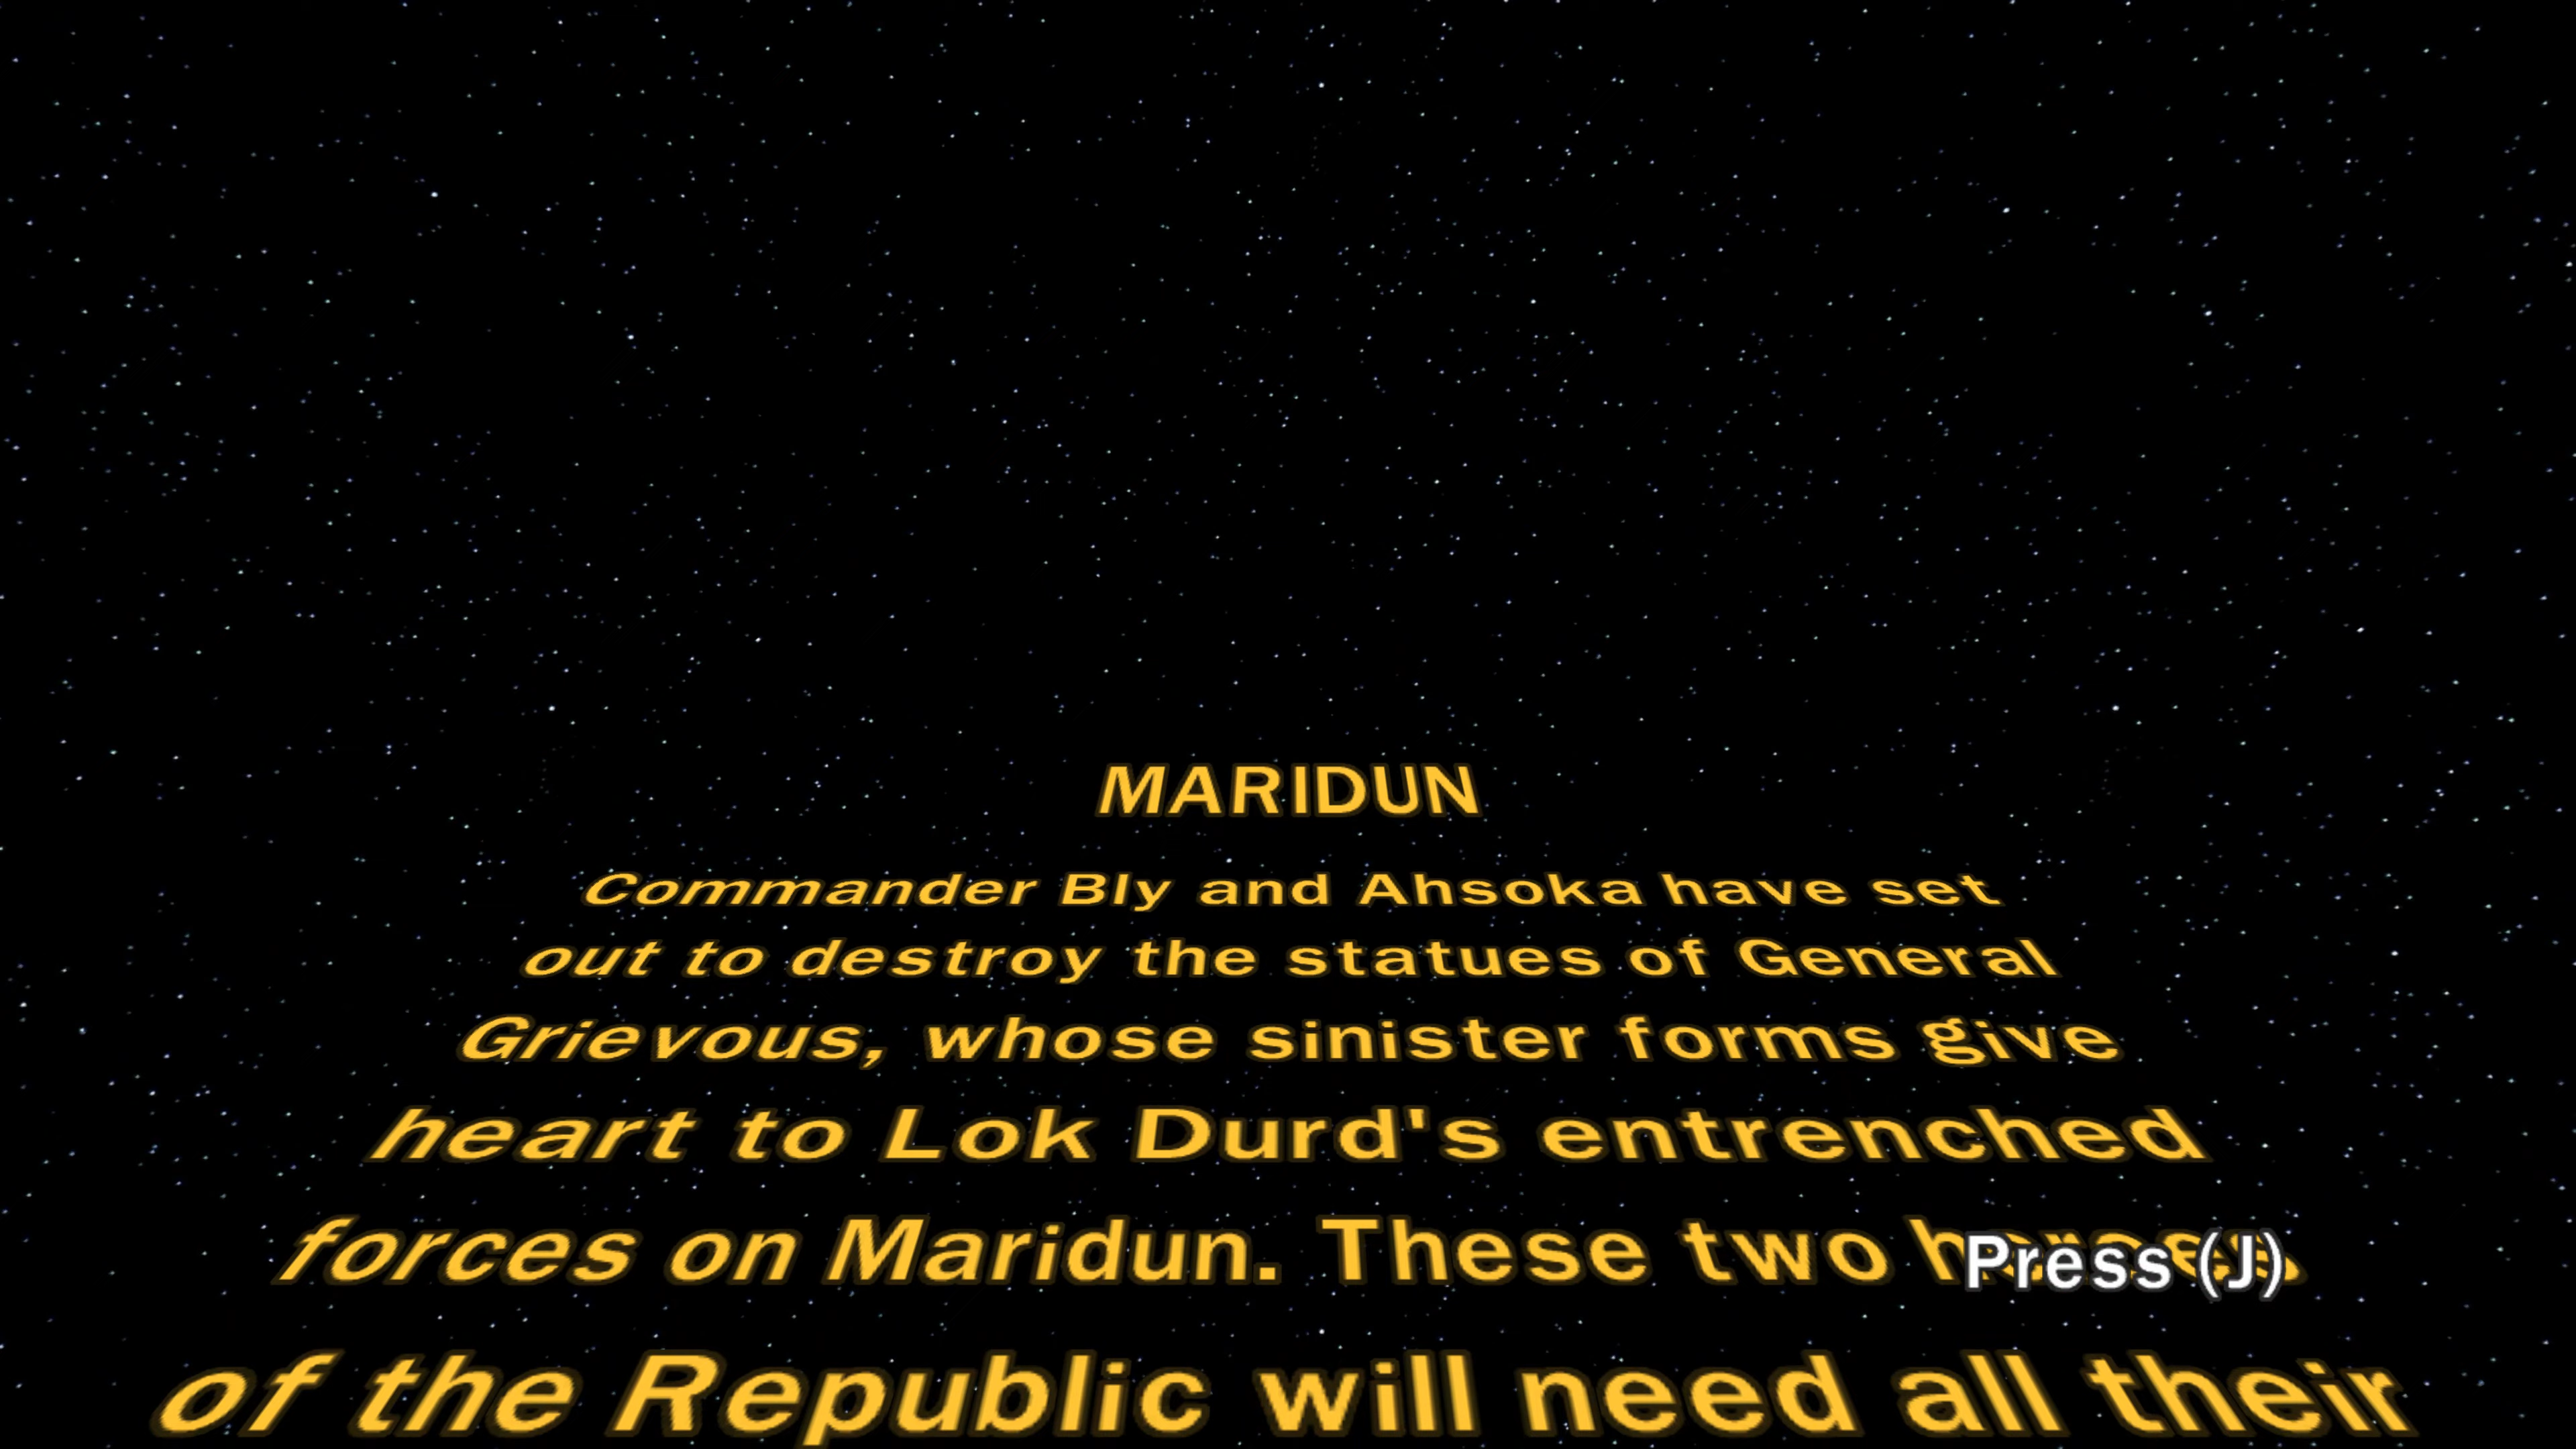 MARIDUN
Commander Bly and Ahsoka have set
out to destroy the statues of General
Grievous, whose sinister forms give
heart to Lok Durd's entrenched
forces on Maridun. These two
Press (J)
of the Republic will need all their